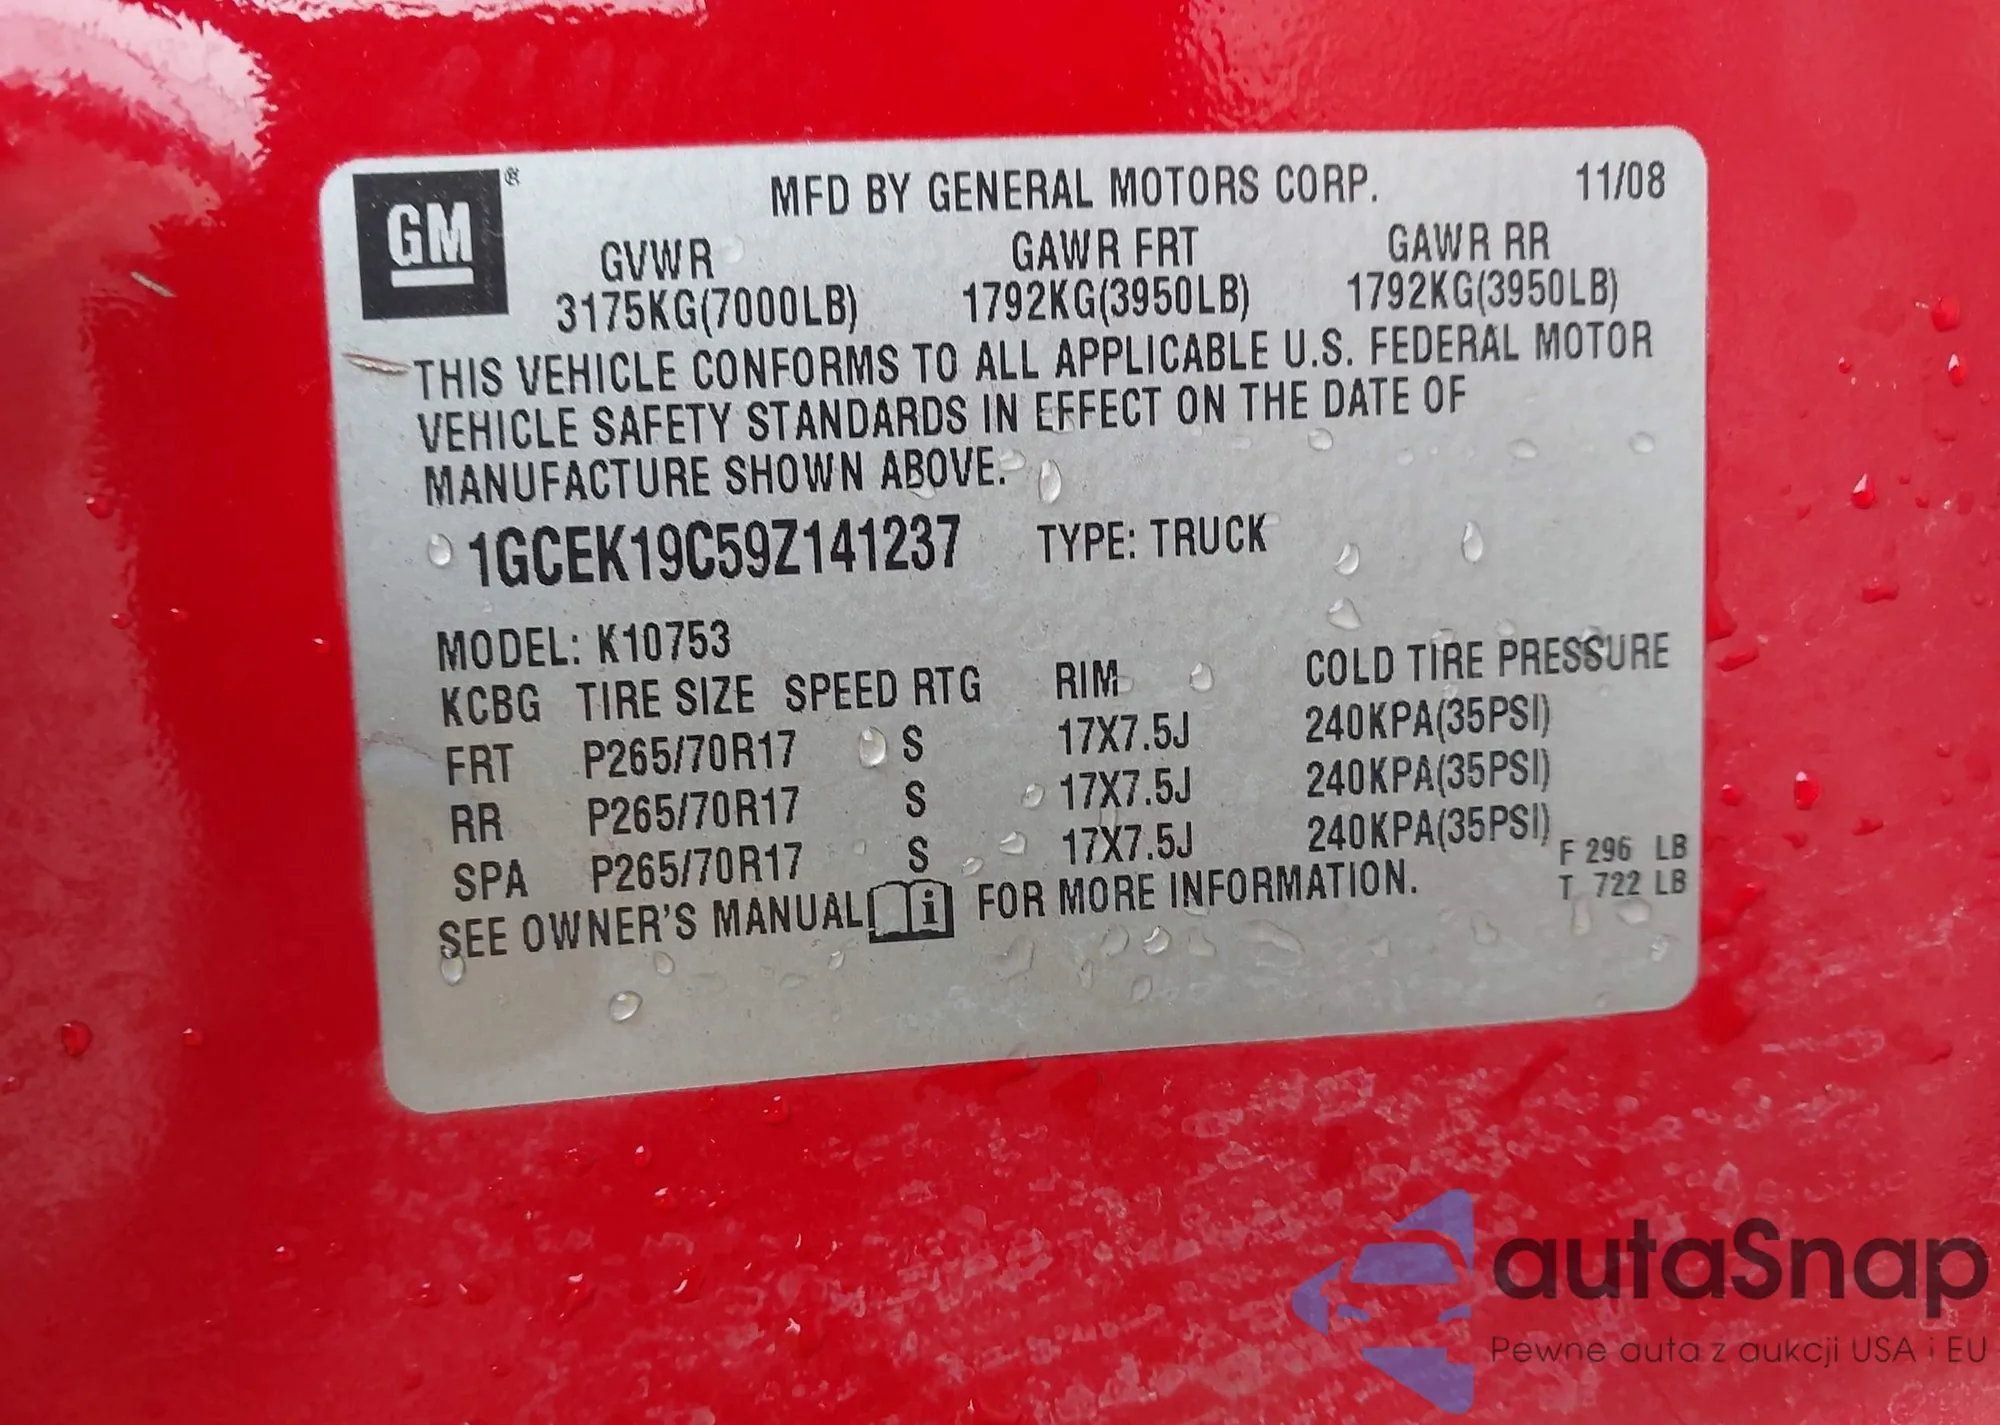 GM®
MFD BY GENERAL MOTORS CORP. 11/08
GVWR GAWR FRT GAWR RR
3175KG(7000LB) 1792KG(3950LB) 1792KG(3950LB)
THIS VEHICLE CONFORMS TO ALL APPLICABLE U.S. FEDERAL MOTOR
VEHICLE SAFETY STANDARDS IN EFFECT ON THE DATE OF
MANUFACTURE SHOWN ABOVE.
1GCEK19C59Z141237 TYPE: TRUCK
MODEL: K10753
KCBG TIRE SIZE SPEED RTG RIM COLD TIRE PRESSURE
FRT P265/70R17 S 17X7.5J 240KPA(35PSI)
RR P265/70R17 S 17X7.5J 240KPA(35PSI)
SPA P265/70R17 S 17X7.5J 240KPA(35PSI)
F 296 LB
T 722 LB
SEE OWNER'S MANUAL i FOR MORE INFORMATION.
autaSnap
Pewne auta z aukcji USA i EU